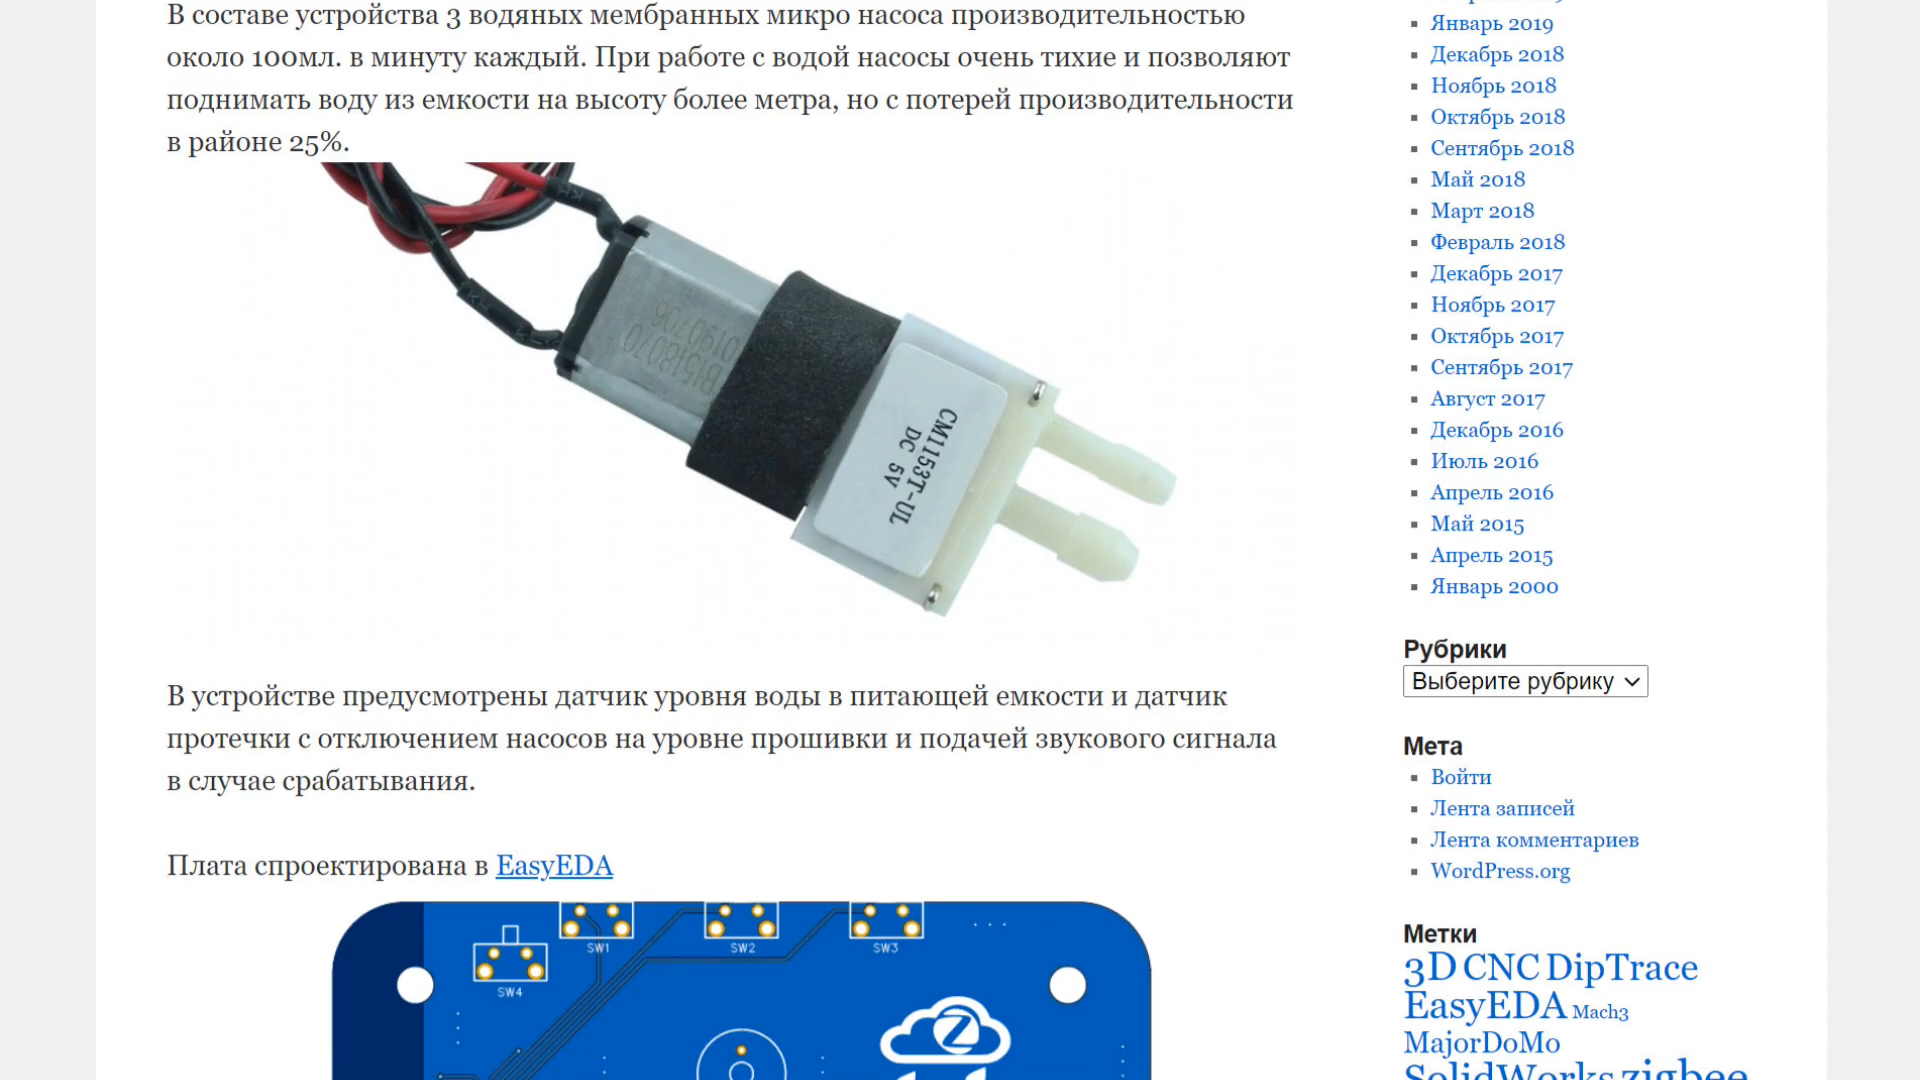 В составе устройства 3 водяных мембранных микро насоса производительностью
около 100мл. в минуту каждый. При работе с водой насосы очень тихие и позволяют
поднимать воду из емкости на высоту более метра, но с потерей производительности
в районе 25%.
CM1153T-UL
DC 5V
В устройстве предусмотрены датчик уровня воды в питающей емкости и датчик
протечки с отключением насосов на уровне прошивки и подачей звукового сигнала
в случае срабатывания.
Плата спроектирована в EasyEDA
SW1
SW2
SW3
SW4
Z
Январь 2019
Декабрь 2018
Ноябрь 2018
Октябрь 2018
Сентябрь 2018
Май 2018
Март 2018
Февраль 2018
Декабрь 2017
Ноябрь 2017
Октябрь 2017
Сентябрь 2017
Август 2017
Декабрь 2016
Июль 2016
Апрель 2016
Май 2015
Апрель 2015
Январь 2000
Рубрики
Выберите рубрику
Мета
Войти
Лента записей
Лента комментариев
WordPress.org
Метки
3D CNC DipTrace
EasyEDA Mach3
MajorDoMo
SolidWorks zigbee